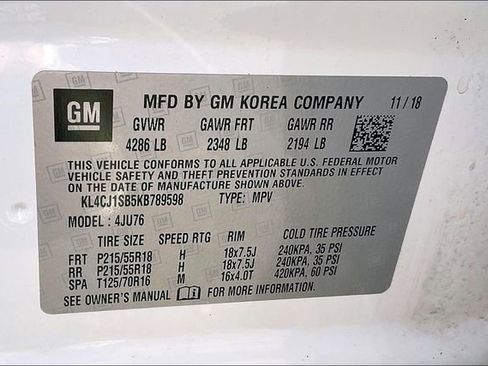 GM MFD BY GM KOREA COMPANY 11/18
GVWR GAWR FRT GAWR RR
4286 LB 2348 LB 2194 LB
THIS VEHICLE CONFORMS TO ALL APPLICABLE U.S. FEDERAL MOTOR
VEHICLE SAFETY AND THEFT PREVENTION STANDARDS IN EFFECT
ON THE DATE OF MANUFACTURE SHOWN ABOVE.
KL4CJ1SB5KB789598 TYPE: MPV
MODEL: 4JU76
TIRE SIZE SPEED RTG RIM COLD TIRE PRESSURE
FRT P215/55R18 H 18x7.5J 240KPA, 35 PSI
RR P215/55R18 H 18x7.5J 240KPA, 35 PSI
SPA T125/70R16 M 16x4.0T 420KPA, 60 PSI
SEE OWNER'S MANUAL FOR MORE INFORMATION.